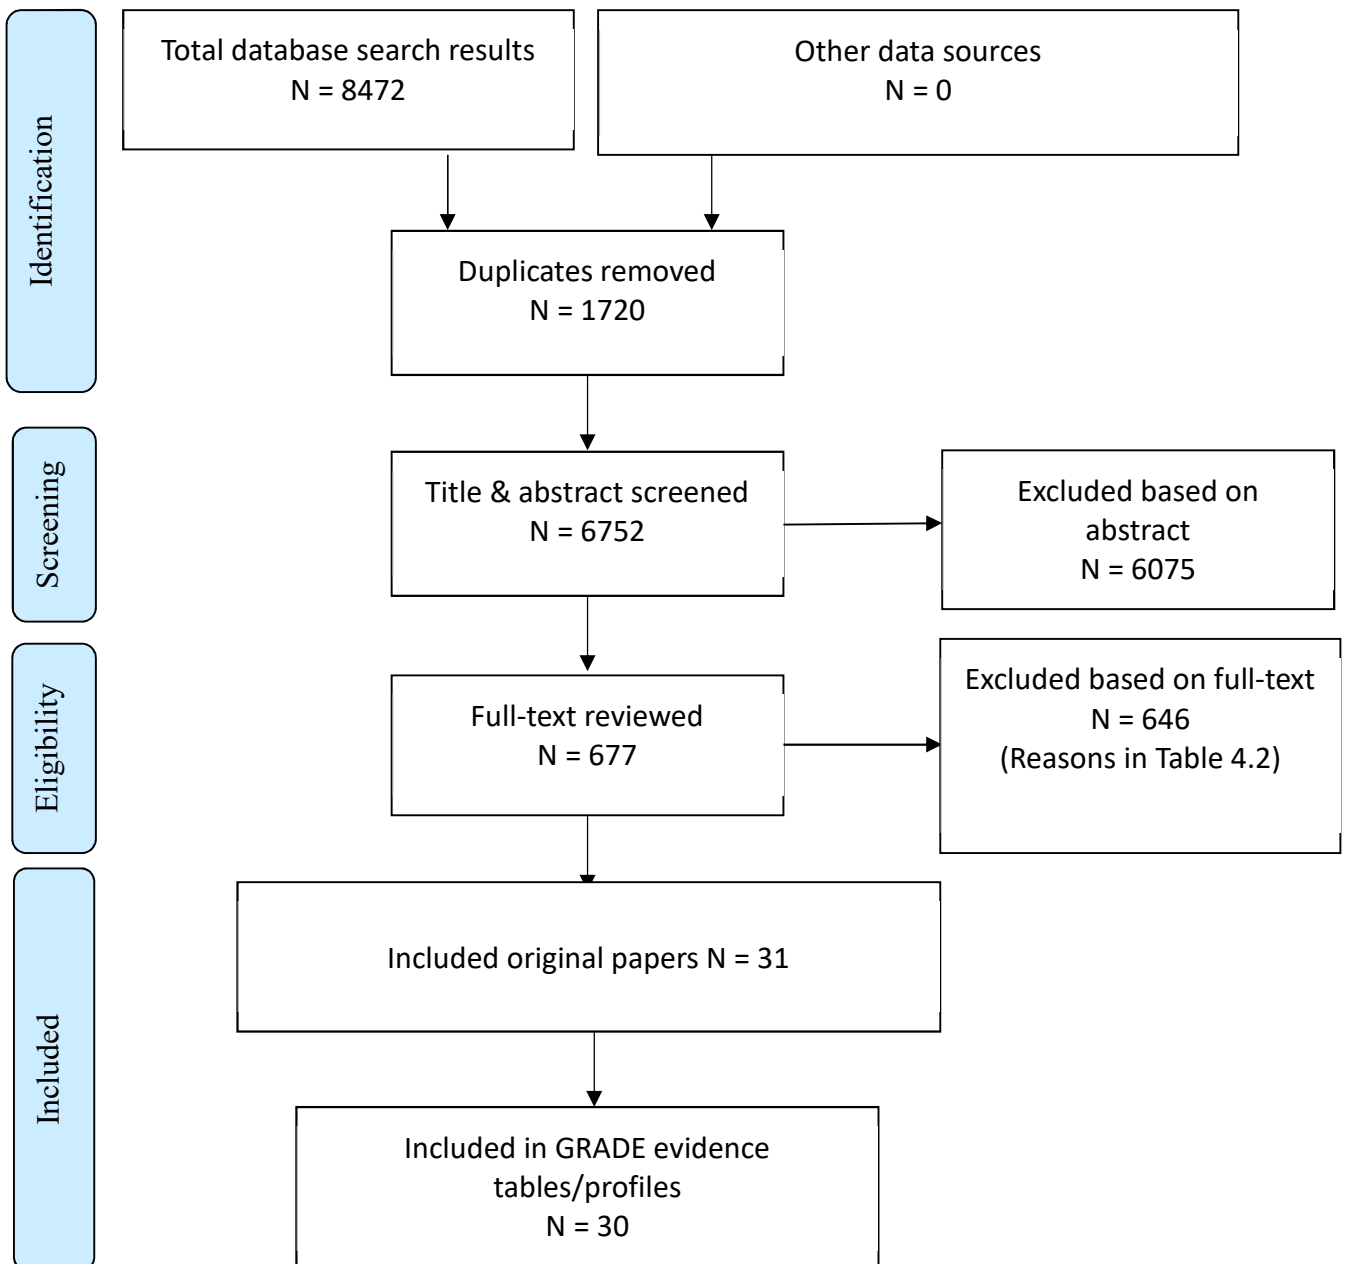 Identification
Total database search results
N = 8472
Other data sources
N = 0
Duplicates removed
N = 1720
Screening
Title & abstract screened
N = 6752
Excluded based on
abstract
N = 6075
Eligibility
Full-text reviewed
N = 677
Excluded based on full-text
N = 646
(Reasons in Table 4.2)
Included
Included original papers N = 31
Included in GRADE evidence
tables/profiles
N = 30